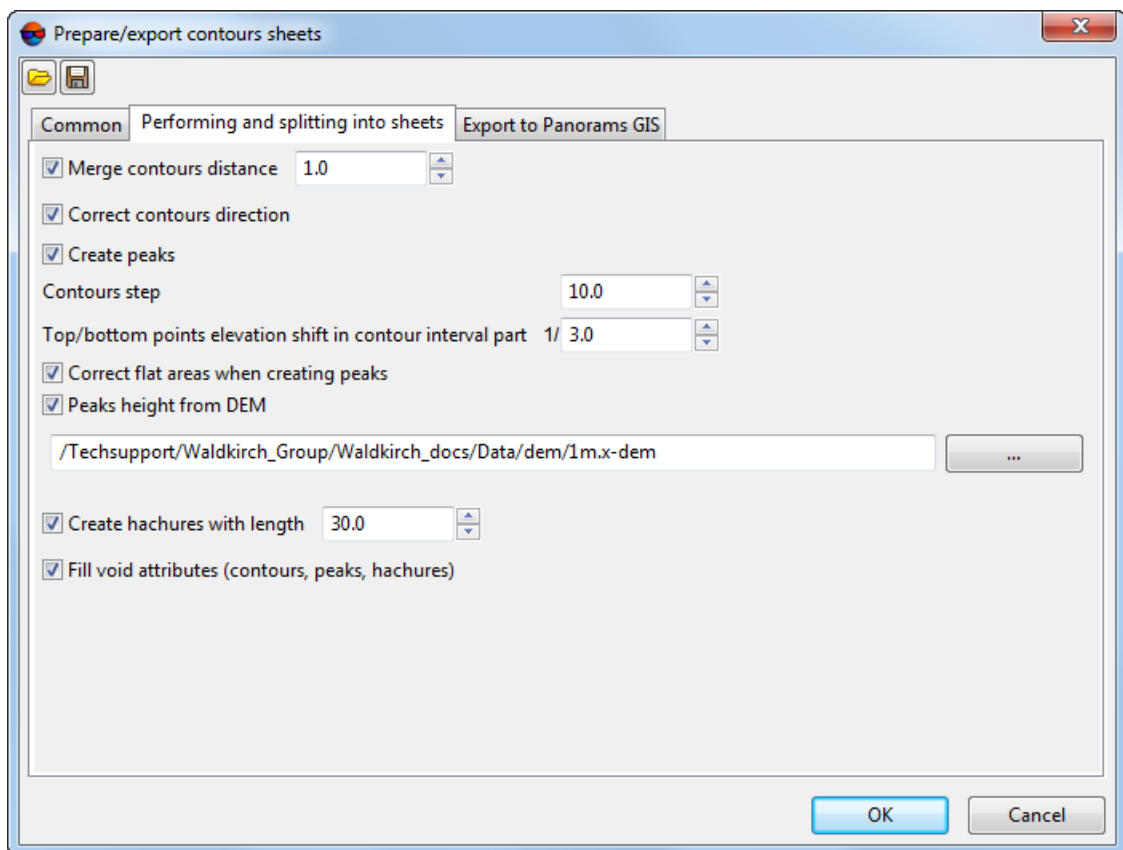 Prepare/export contours sheets
Common Performing and splitting into sheets Export to Panorams GIS
Merge contours distance 1.0
Correct contours direction
Create peaks
Contours step 10.0
Top/bottom points elevation shift in contour interval part 1/ 3.0
Correct flat areas when creating peaks
Peaks height from DEM
/Techsupport/Waldkirch_Group/Waldkirch_docs/Data/dem/1m.x-dem ...
Create hachures with length 30.0
Fill void attributes (contours, peaks, hachures)
OK Cancel